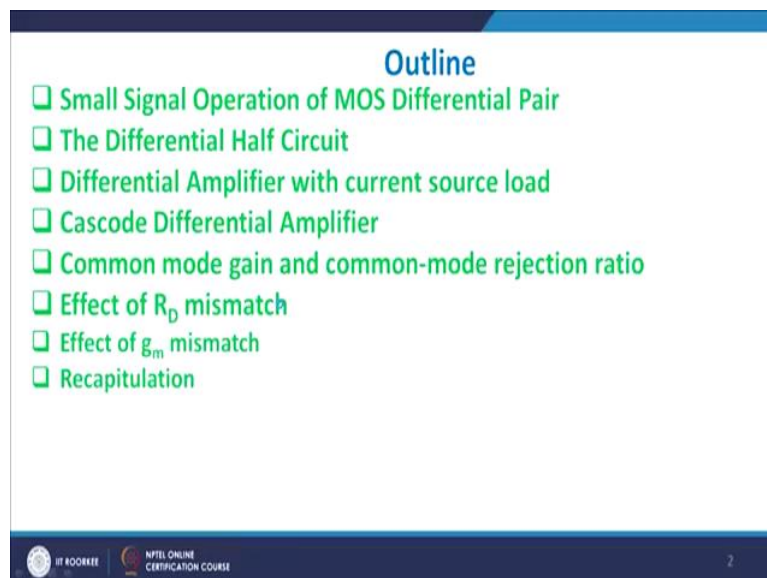 Outline
❑ Small Signal Operation of MOS Differential Pair
❑ The Differential Half Circuit
❑ Differential Amplifier with current source load
❑ Cascode Differential Amplifier
❑ Common mode gain and common-mode rejection ratio
❑ Effect of R_D mismatch
❑ Effect of g_m mismatch
❑ Recapitulation
IIT ROORKEE
NPTEL ONLINE
CERTIFICATION COURSE
2